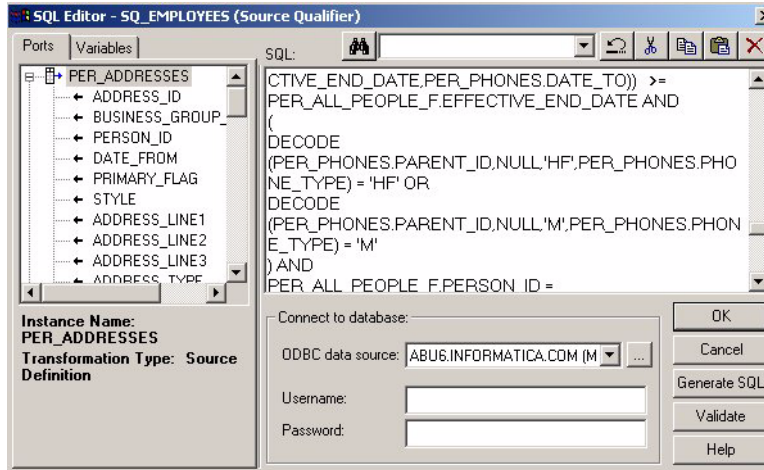 SQL Editor - SQ_EMPLOYEES (Source Qualifier)
Ports
Variables
PER_ADDRESSES
ADDRESS_ID
BUSINESS_GROUP_
PERSON_ID
DATE_FROM
PRIMARY_FLAG
STYLE
ADDRESS_LINE1
ADDRESS_LINE2
ADDRESS_LINE3
ADDRESS_TYPE
Instance Name:
PER_ADDRESSES
Transformation Type: Source
Definition
SQL:
CTIVE_END_DATE,PER_PHONES.DATE_TO)) >=
PER_ALL_PEOPLE_F.EFFECTIVE_END_DATE AND
(
DECODE
(PER_PHONES.PARENT_ID,NULL,'HF',PER_PHONES.PHO
NE_TYPE) = 'HF' OR
DECODE
(PER_PHONES.PARENT_ID,NULL,'M',PER_PHONES.PHON
E_TYPE) = 'M'
) AND
PER_ALL_PEOPLE_F.PERSON_ID =
Connect to database:
ODBC data source: ABU6.INFORMATICA.COM (M
...
Username:
Password:
OK
Cancel
Generate SQL
Validate
Help